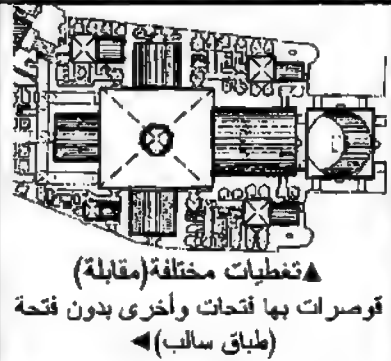 ▲تغطيات مختلفة(مقابلة)
قوصرات بها فتحات وأخرى بدون فتحة
(طباق سالب)◀